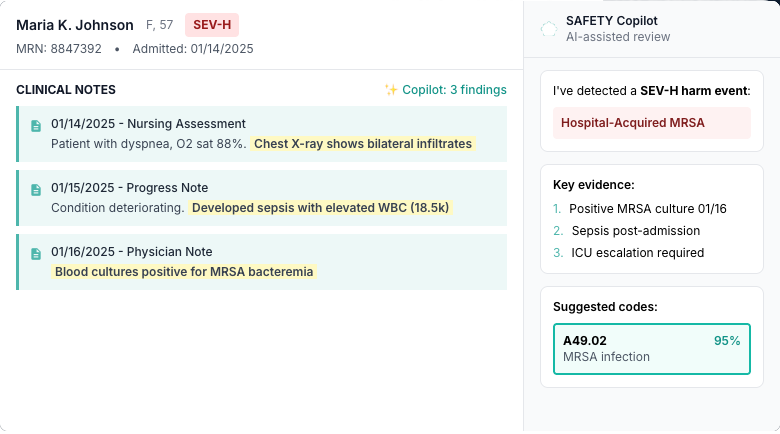 Maria K. Johnson F, 57 SEV-H
MRN: 8847392 • Admitted: 01/14/2025
CLINICAL NOTES ✨ Copilot: 3 findings
01/14/2025 - Nursing Assessment
Patient with dyspnea, O2 sat 88%. Chest X-ray shows bilateral infiltrates
01/15/2025 - Progress Note
Condition deteriorating. Developed sepsis with elevated WBC (18.5k)
01/16/2025 - Physician Note
Blood cultures positive for MRSA bacteremia
SAFETY Copilot
AI-assisted review
I've detected a SEV-H harm event:
Hospital-Acquired MRSA
Key evidence:
1. Positive MRSA culture 01/16
2. Sepsis post-admission
3. ICU escalation required
Suggested codes:
A49.02 95%
MRSA infection